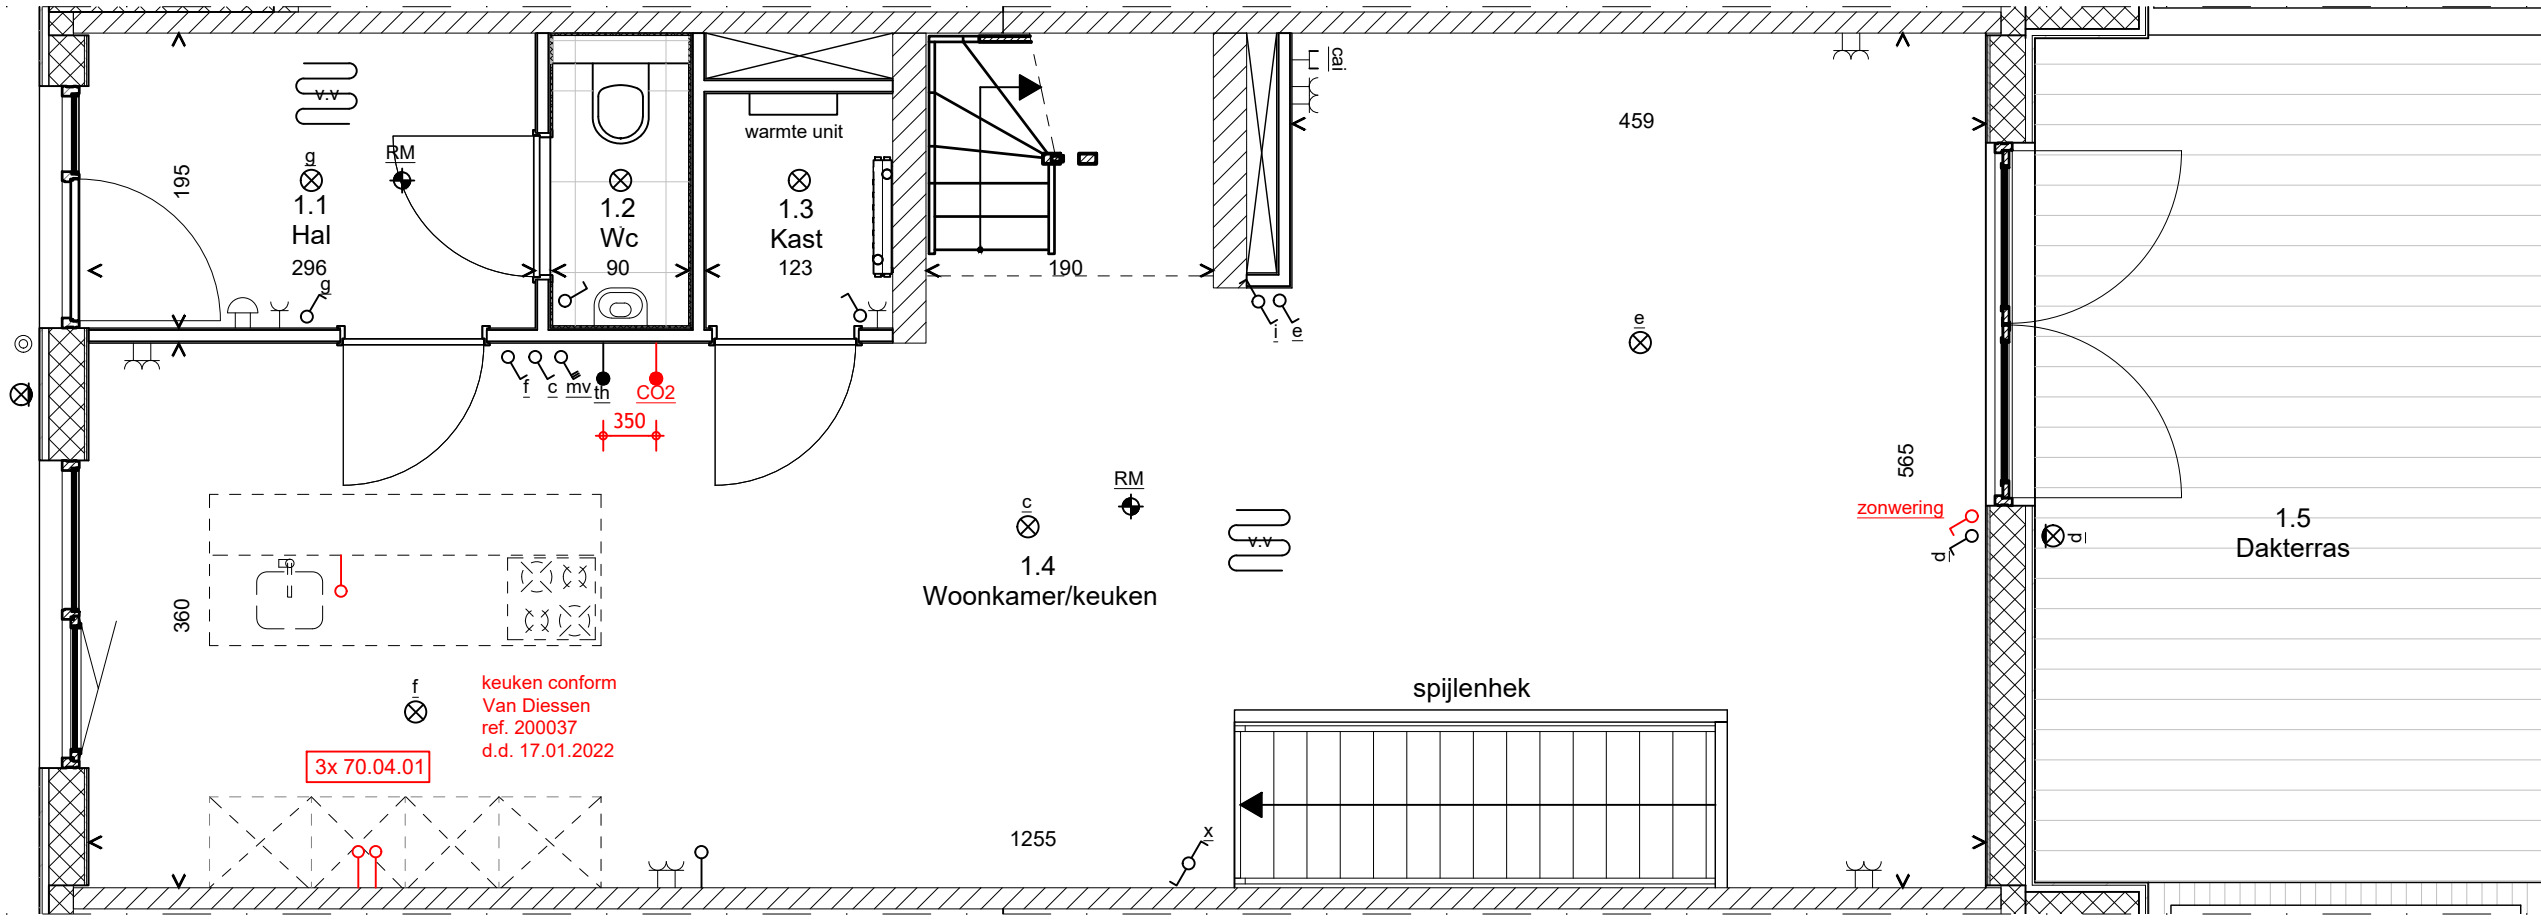 cai
v.v
warmte unit
459
195
g
RM
1.1
Hal
296
g
1.2
Wc
90
1.3
Kast
123
190
i
e
e
f
c
mv
th
CO2
350
565
RM
c
zonwering
p
p
1.5
Dakterras
v.v
1.4
Woonkamer/keuken
360
f
keuken conform
Van Diessen
ref. 200037
d.d. 17.01.2022
3x 70.04.01
spijlenhek
1255
x